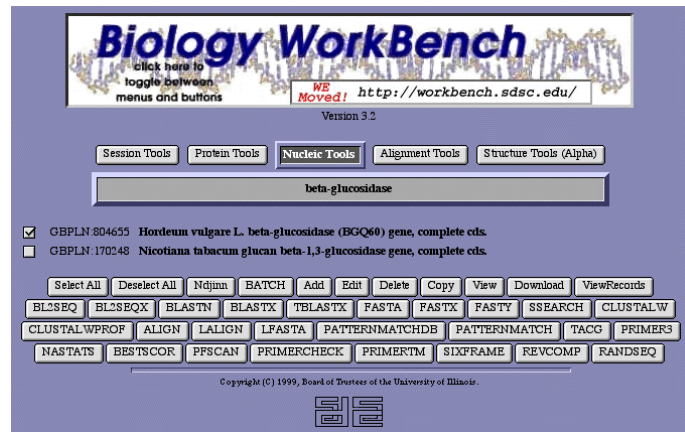 Biology WorkBench
click here to
toggle between
menus and buttons
WE
Moved! http://workbench.sdsc.edu/
Version 3.2
Session Tools Protein Tools Nucleic Tools Alignment Tools Structure Tools (Alpha)
beta-glucosidase
GBPLN:804655 Hordeum vulgare L. beta-glucosidase (BGQ60) gene, complete cds.
GBPLN:170248 Nicotiana tabacum glucan beta-1,3-glucosidase gene, complete cds.
Select All Deselect All Ndjinn BATCH Add Edit Delete Copy View Download ViewRecords
BL2SEQ BL2SEQX BLASTN BLASTX TBLASTX FASTA FASTX FASTY SSEARCH CLUSTALW
CLUSTALWPROF ALIGN LALIGN LFASTA PATTERNMATCHDB PATTERNMATCH TACG PRIMER3
NASTATS BESTSCOR PFSCAN PRIMERCHECK PRIMERTM SIXFRAME REVCOMP RANDSEQ
Copyright (C) 1999, Board of Trustees of the University of Illinois.